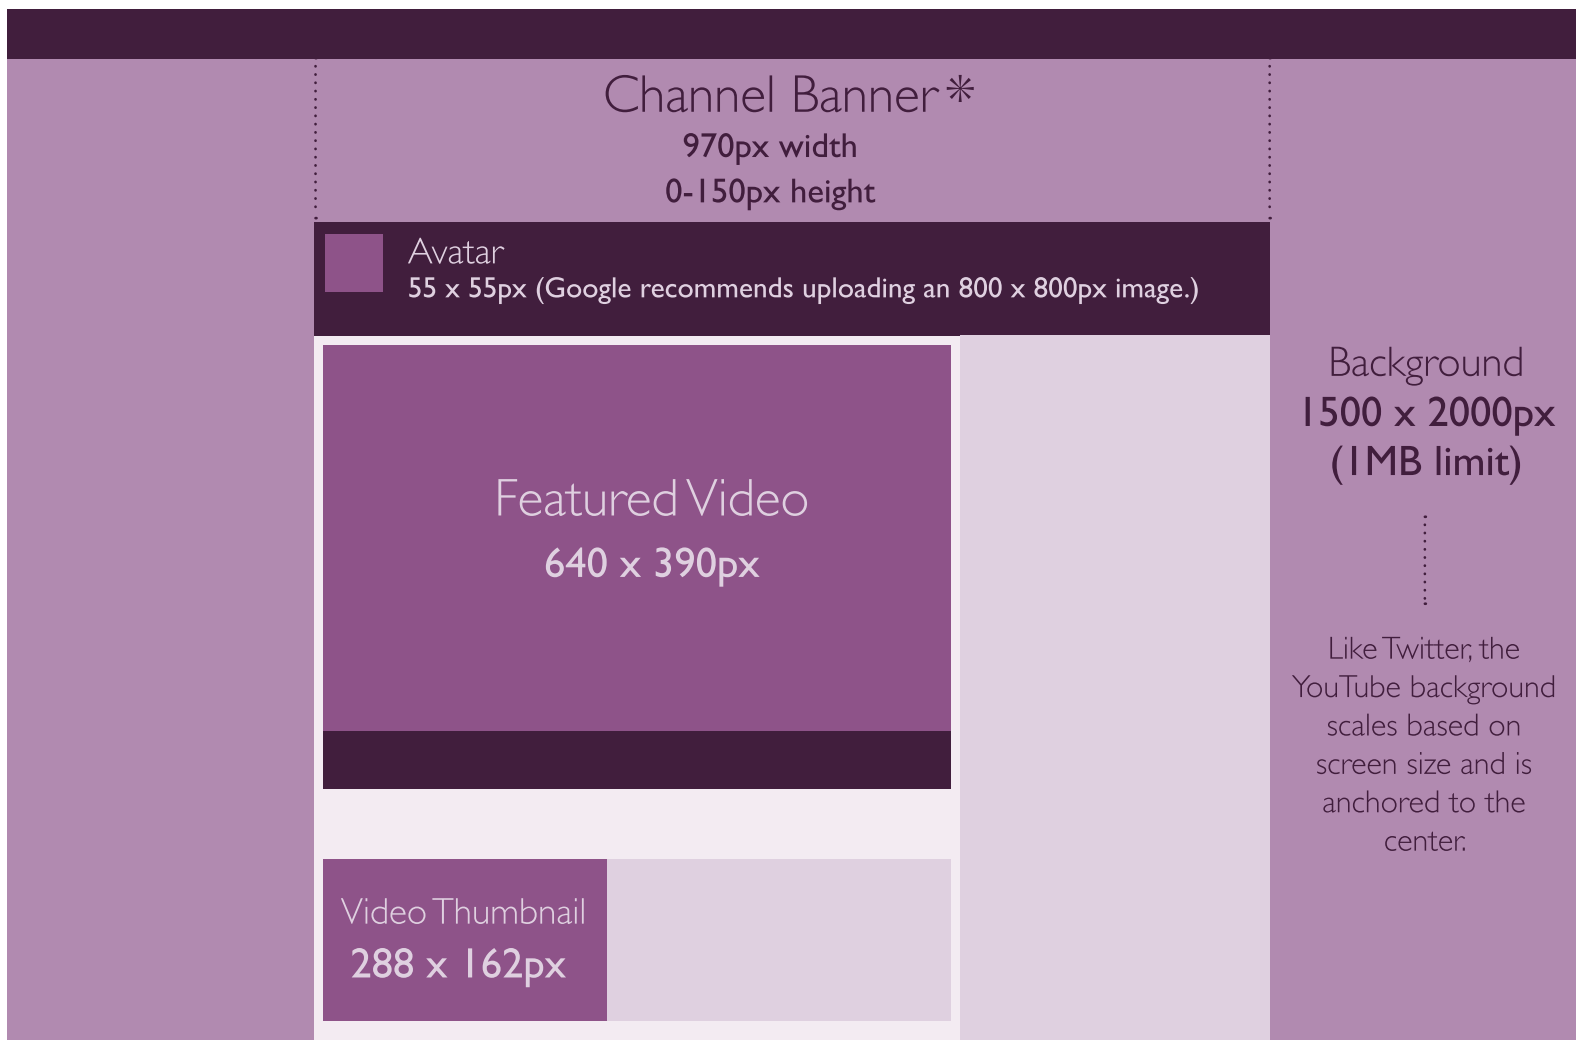 Channel Banner*
970px width
0-150px height
Avatar
55 x 55px (Google recommends uploading an 800 x 800px image.)
Featured Video
640 x 390px
Video Thumbnail
288 x 162px
Background
1500 x 2000px
(1MB limit)
Like Twitter, the
YouTube background
scales based on
screen size and is
anchored to the
center.